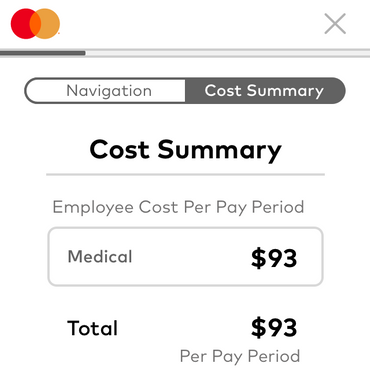 Navigation
Cost Summary
Cost Summary
Employee Cost Per Pay Period
Medical $93
Total $93
Per Pay Period